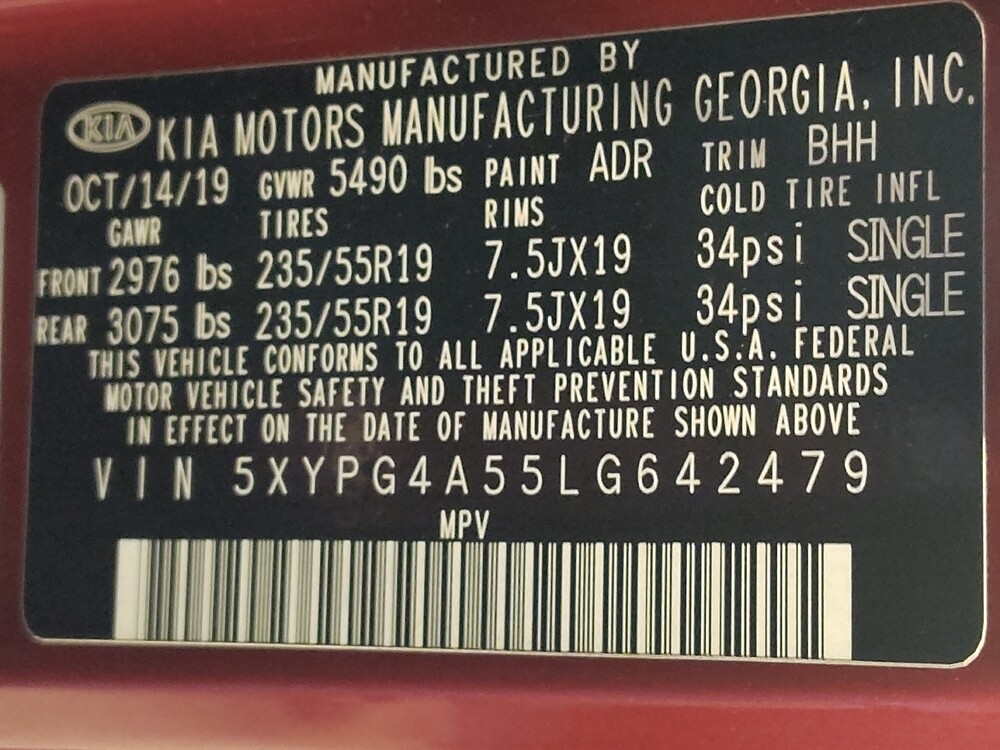 MANUFACTURED BY
KIA KIA MOTORS MANUFACTURING GEORGIA, INC.
OCT/14/19 GVWR 5490 lbs PAINT ADR TRIM BHH
GAWR TIRES RIMS COLD TIRE INFL
FRONT 2976 lbs 235/55R19 7.5JX19 34psi SINGLE
REAR 3075 lbs 235/55R19 7.5JX19 34psi SINGLE
THIS VEHICLE CONFORMS TO ALL APPLICABLE U.S.A. FEDERAL
MOTOR VEHICLE SAFETY AND THEFT PREVENTION STANDARDS
IN EFFECT ON THE DATE OF MANUFACTURE SHOWN ABOVE
VIN 5XYPG4A55LG642479
MPV